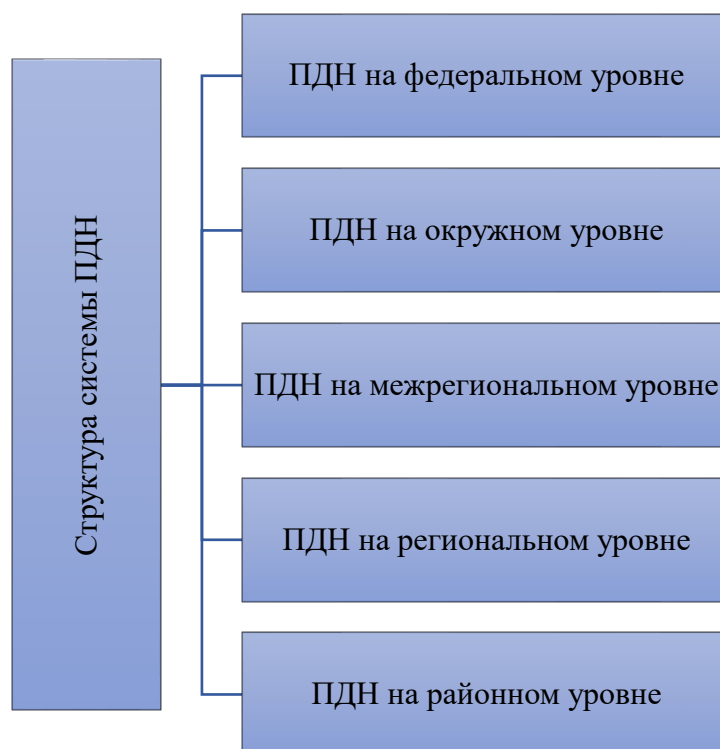 Структура системы ПДН
ПДН на федеральном уровне
ПДН на окружном уровне
ПДН на межрегиональном уровне
ПДН на региональном уровне
ПДН на районном уровне